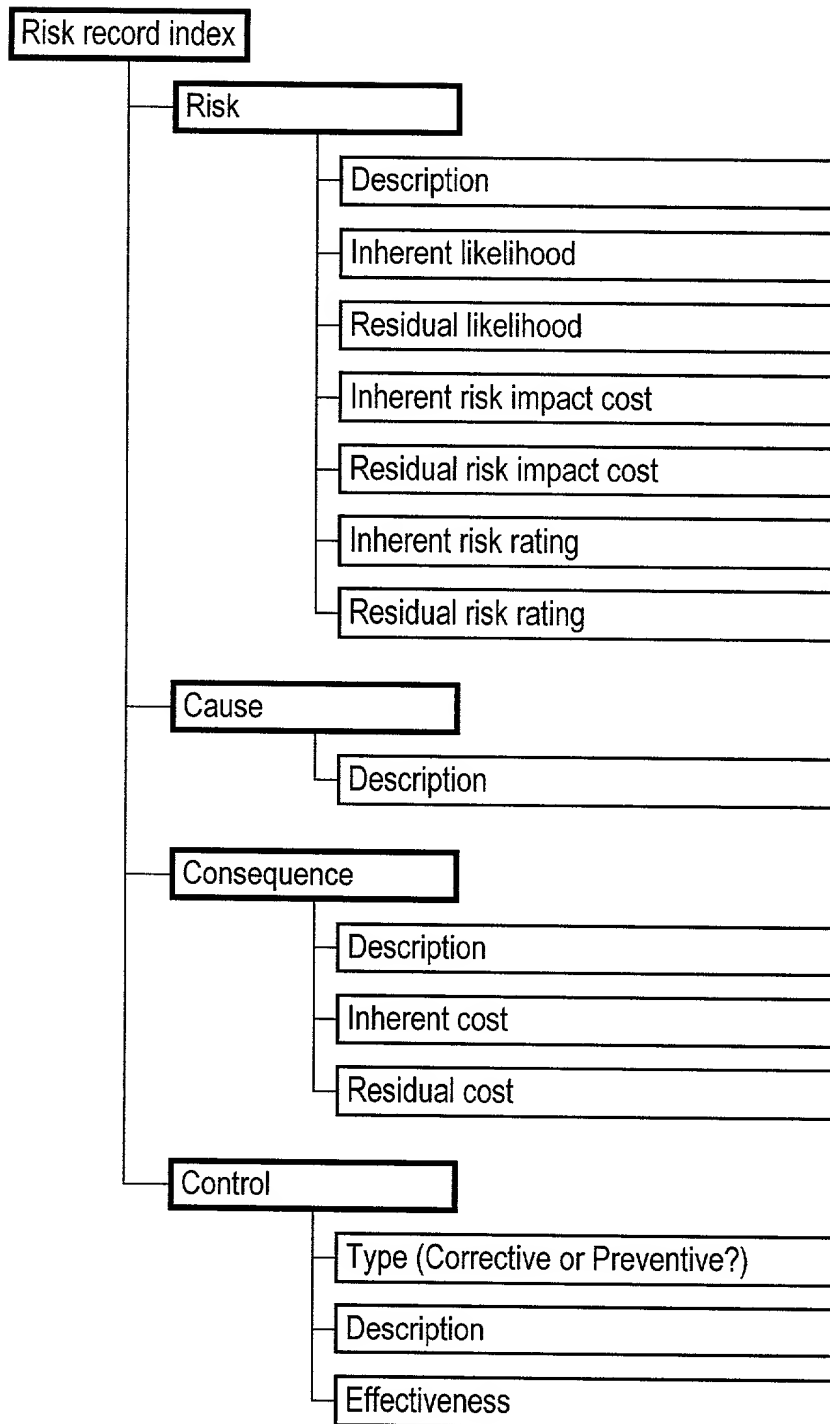 Risk record index
Risk
Description
Inherent likelihood
Residual likelihood
Inherent risk impact cost
Residual risk impact cost
Inherent risk rating
Residual risk rating
Cause
Description
Consequence
Description
Inherent cost
Residual cost
Control
Type (Corrective or Preventive?)
Description
Effectiveness